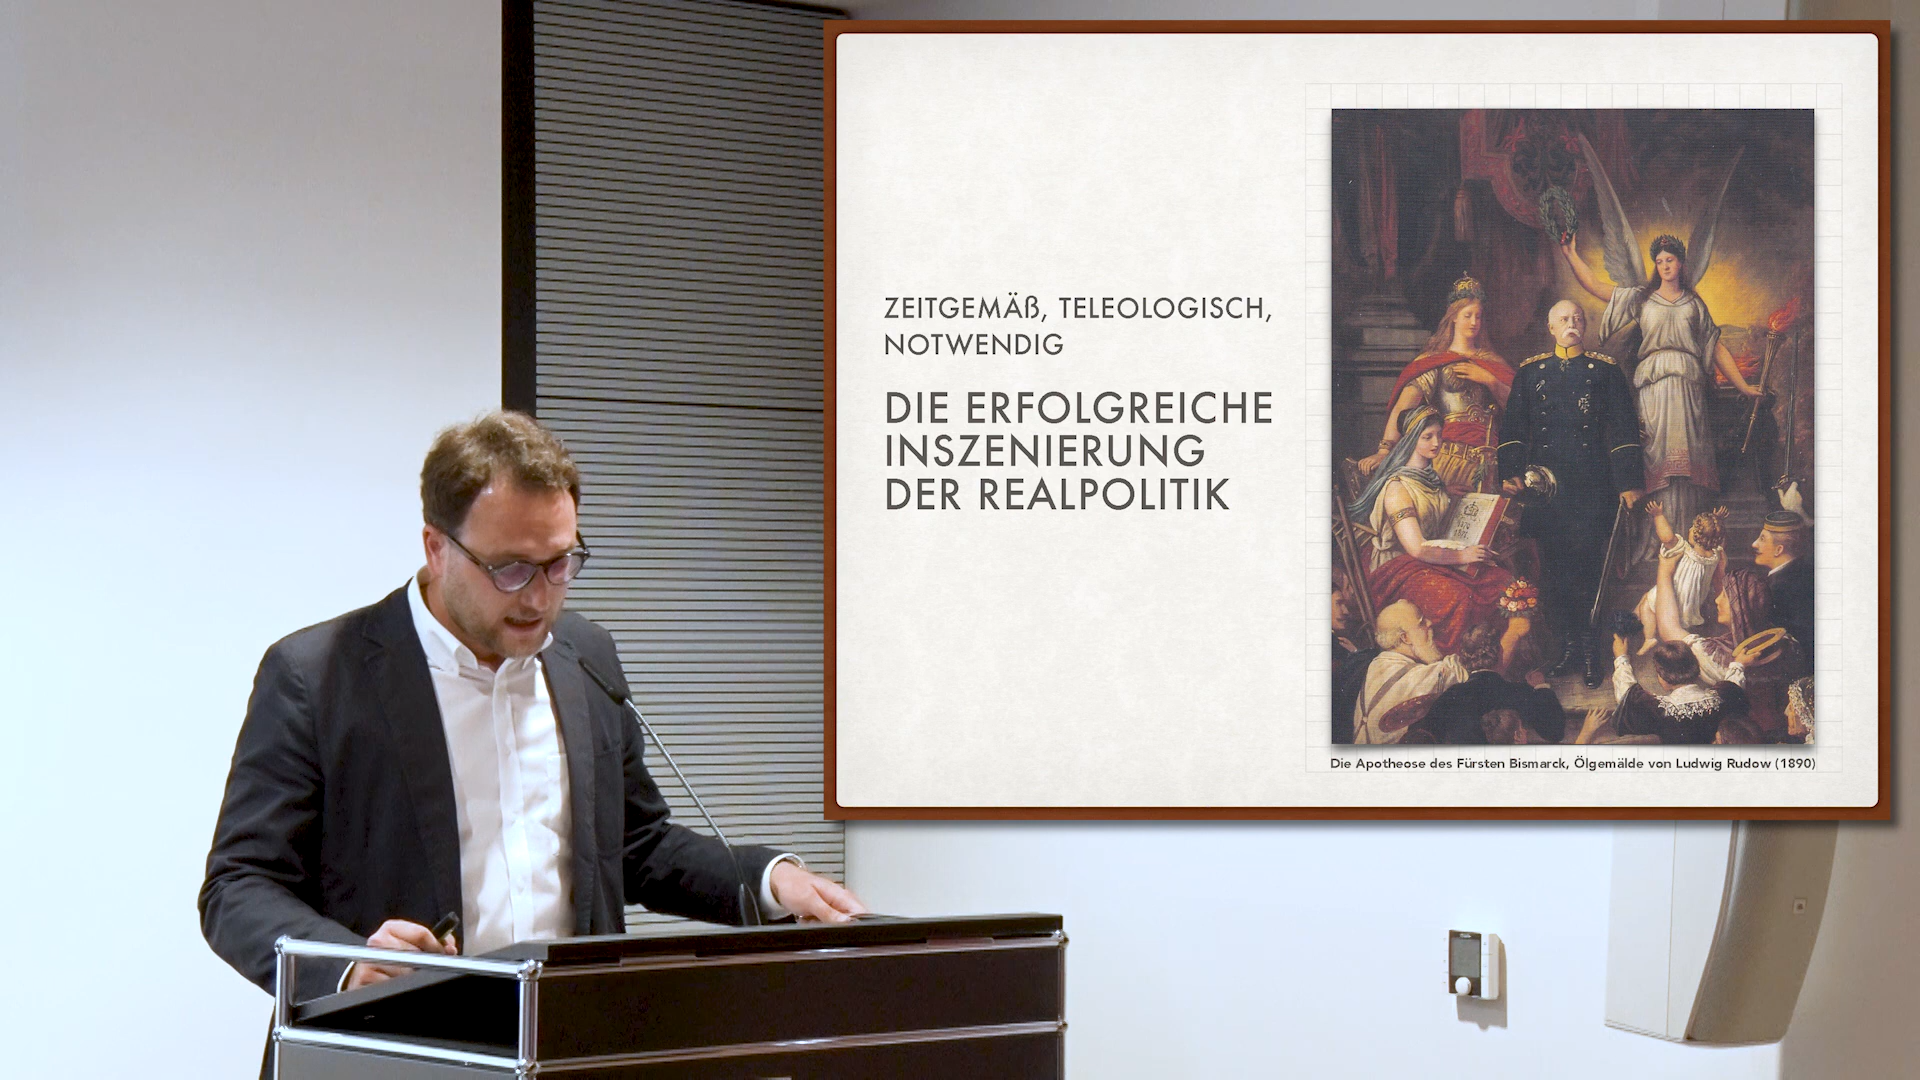 ZEITGEMÄß, TELEOLOGISCH,
NOTWENDIG
DIE ERFOLGREICHE
INSZENIERUNG
DER REALPOLITIK
Die Apotheose des Fürsten Bismarck, Ölgemälde von Ludwig Rudow (1890)